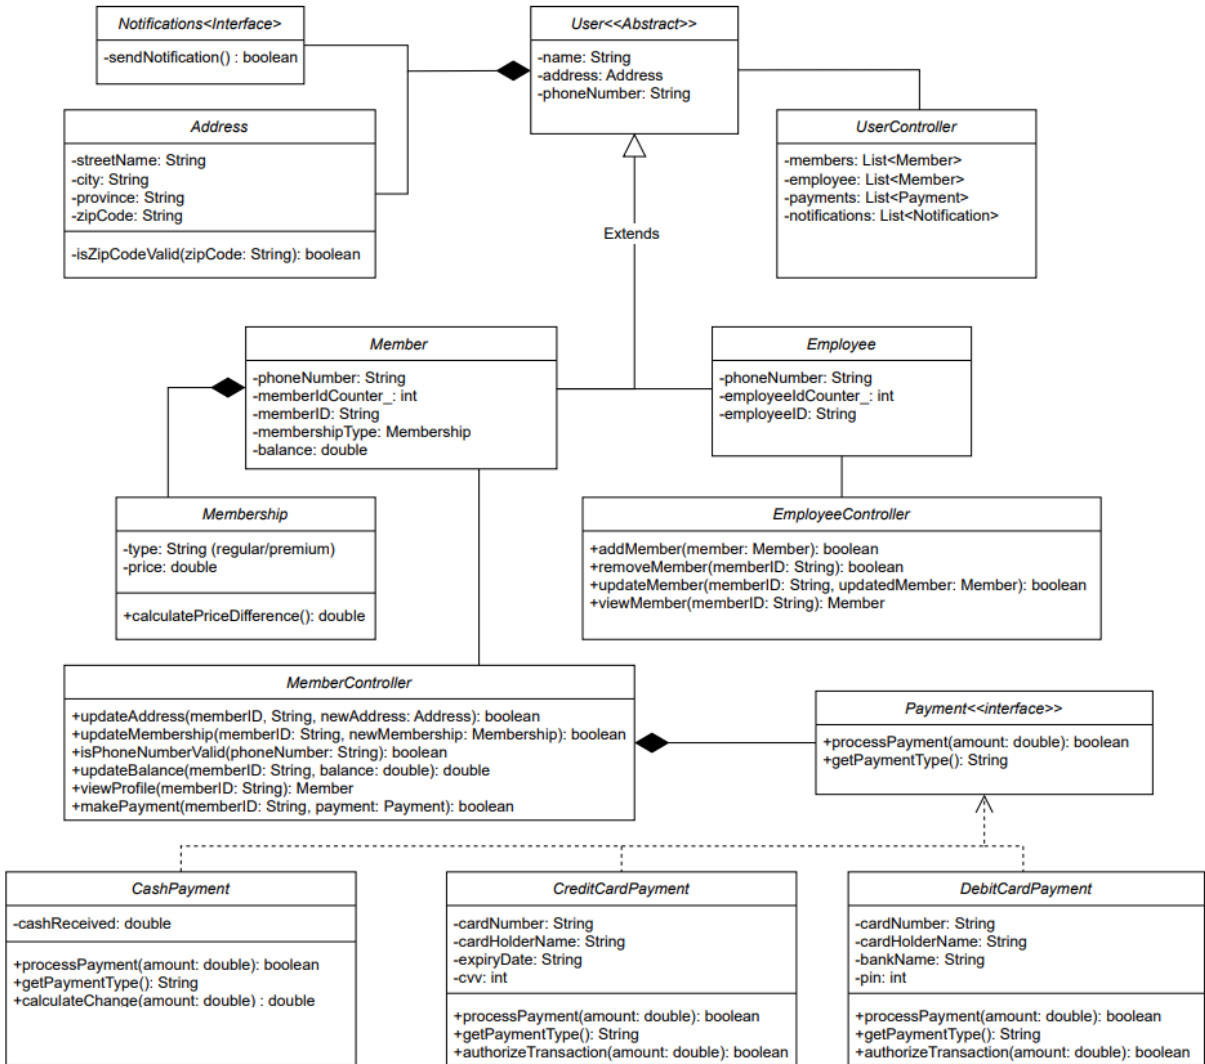 Notifications<Interface>
-sendNotification() : boolean
User<<Abstract>>
-name: String
-address: Address
-phoneNumber: String
Address
-streetName: String
-city: String
-province: String
-zipCode: String
-isZipCodeValid(zipCode: String): boolean
UserController
-members: List<Member>
-employee: List<Member>
-payments: List<Payment>
-notifications: List<Notification>
Extends
Member
-phoneNumber: String
-memberIdCounter_: int
-memberID: String
-membershipType: Membership
-balance: double
Employee
-phoneNumber: String
-employeeIdCounter_: int
-employeeID: String
Membership
-type: String (regular/premium)
-price: double
+calculatePriceDifference(): double
EmployeeController
+addMember(member: Member): boolean
+removeMember(memberID: String): boolean
+updateMember(memberID: String, updatedMember: Member): boolean
+viewMember(memberID: String): Member
MemberController
+updateAddress(memberID, String, newAddress: Address): boolean
+updateMembership(memberID: String, newMembership: Membership): boolean
+isPhoneNumberValid(phoneNumber: String): boolean
+updateBalance(memberID: String, balance: double): double
+viewProfile(memberID: String): Member
+makePayment(memberID: String, payment: Payment): boolean
Payment<<interface>>
+processPayment(amount: double): boolean
+getPaymentType(): String
CashPayment
-cashReceived: double
+processPayment(amount: double): boolean
+getPaymentType(): String
+calculateChange(amount: double) : double
CreditCardPayment
-cardNumber: String
-cardHolderName: String
-expiryDate: String
-cvv: int
+processPayment(amount: double): boolean
+getPaymentType(): String
+authorizeTransaction(amount: double): boolean
DebitCardPayment
-cardNumber: String
-cardHolderName: String
-bankName: String
-pin: int
+processPayment(amount: double): boolean
+getPaymentType(): String
+authorizeTransaction(amount: double): boolean